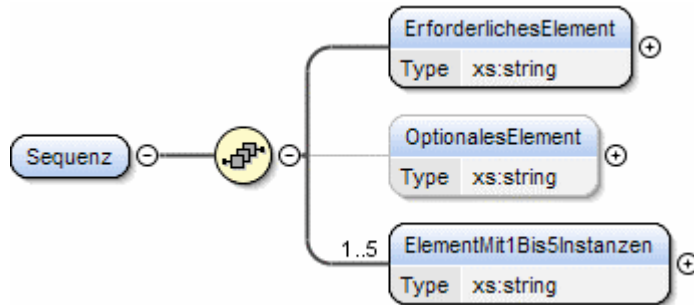 ErforderlichesElement
Type xs:string
Sequenz
OptionalesElement
Type xs:string
1..5 ElementMit1Bis5Instanzen
Type xs:string